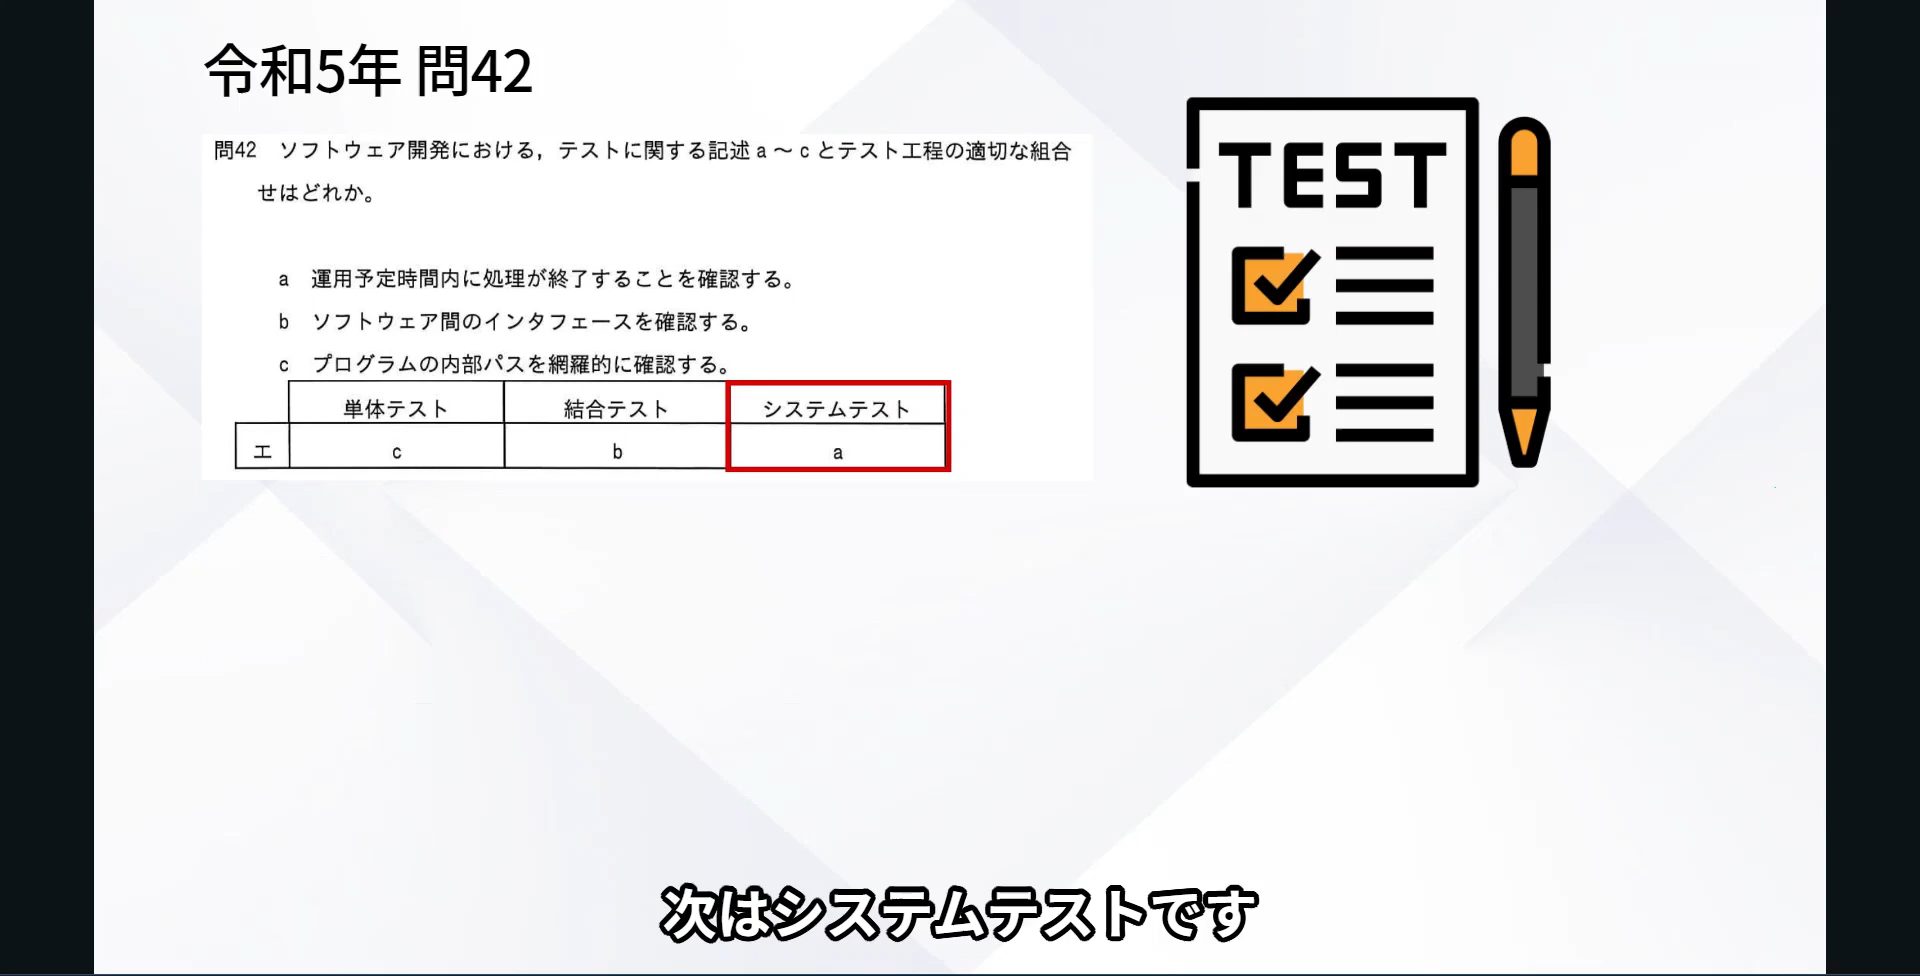 令和5年 問42
問42 ソフトウェア開発における，テストに関する記述 a ～ c とテスト工程の適切な組合
せはどれか。
a 運用予定時間内に処理が終了することを確認する。
b ソフトウェア間のインタフェースを確認する。
c プログラムの内部パスを網羅的に確認する。
単体テスト 結合テスト システムテスト
エ c b a
TEST
次はシステムテストです